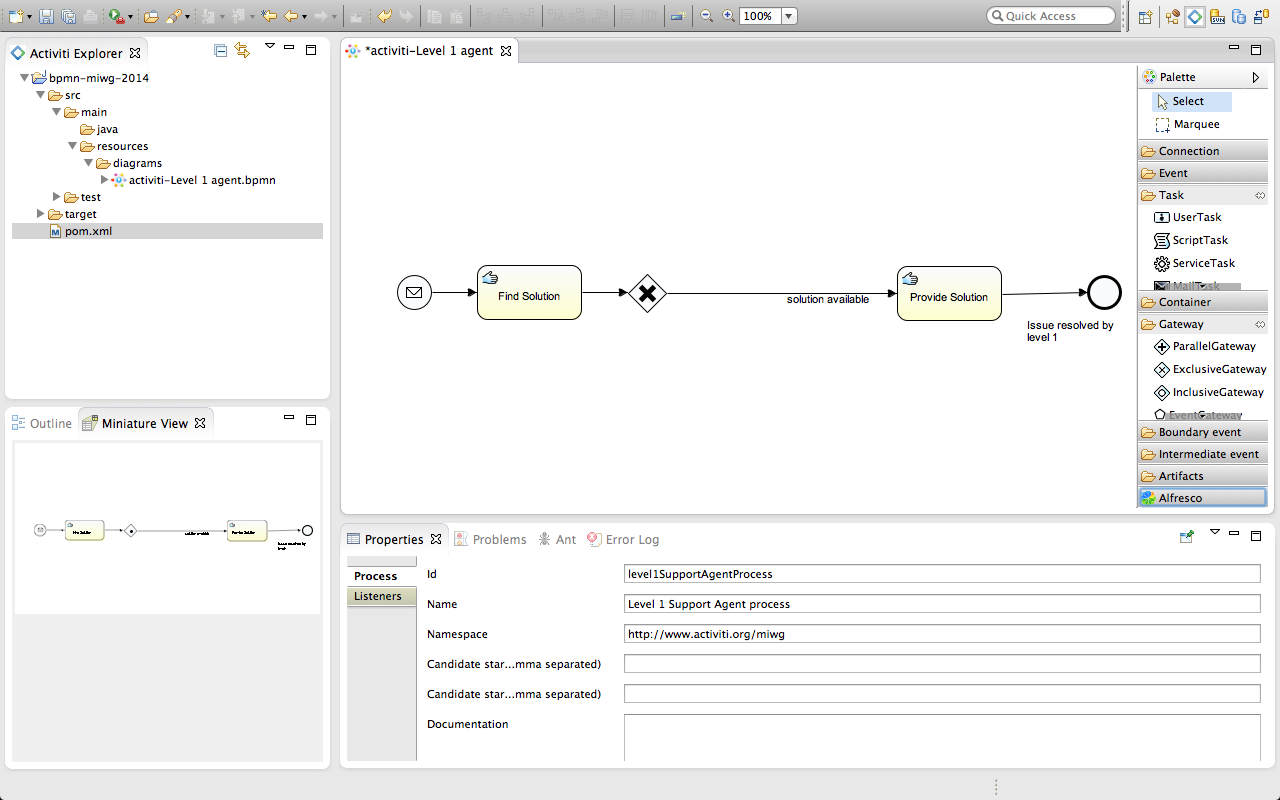 100%
Quick Access
Activiti Explorer
bpmn-miwg-2014
src
main
java
resources
diagrams
activiti-Level 1 agent.bpmn
test
target
pom.xml
*activiti-Level 1 agent
Find Solution
solution available
Provide Solution
Issue resolved by
level 1
Palette
Select
Marquee
Connection
Event
Task
UserTask
ScriptTask
ServiceTask
MailTask
Container
Gateway
ParallelGateway
ExclusiveGateway
InclusiveGateway
EventGateway
Boundary event
Intermediate event
Artifacts
Alfresco
Outline
Miniature View
Properties
Problems
Ant
Error Log
Process
Listeners
Id
level1SupportAgentProcess
Name
Level 1 Support Agent process
Namespace
http://www.activiti.org/miwg
Candidate star...mma separated)
Candidate star...mma separated)
Documentation